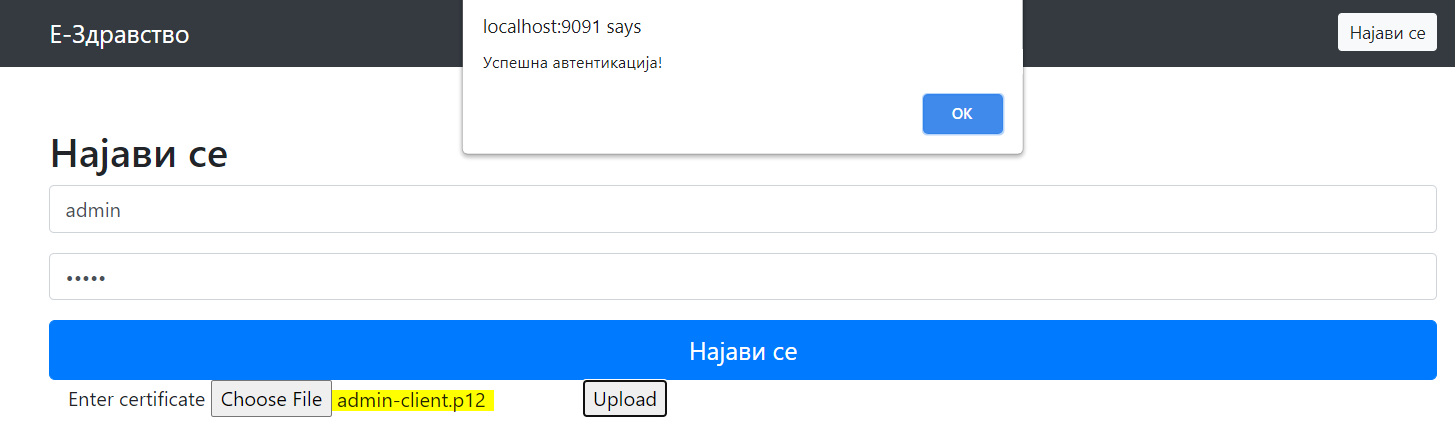 Е-Здравство
localhost:9091 says
Најави се
Успешна автентикација!
OK
Најави се
admin
•••••
Најави се
Enter certificate Choose File admin-client.p12 Upload